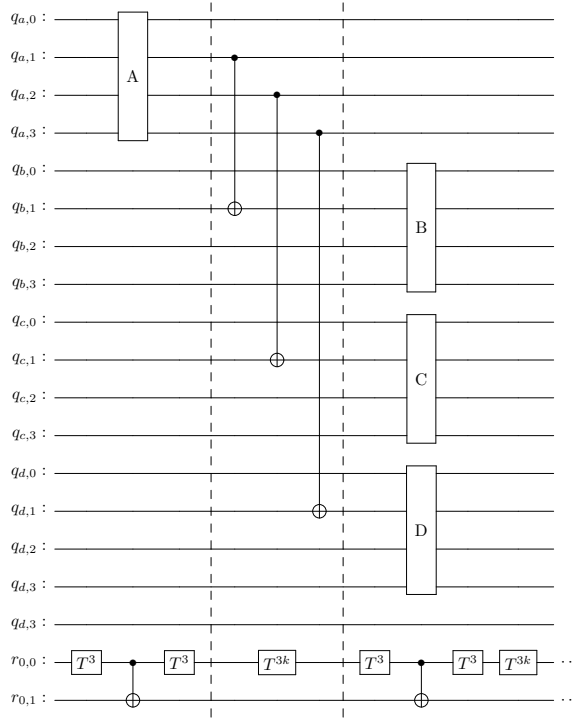 q_{a,0} :
q_{a,1} :
q_{a,2} :
A
q_{a,3} :
q_{b,0} :
q_{b,1} :
B
q_{b,2} :
q_{b,3} :
q_{c,0} :
q_{c,1} :
C
q_{c,2} :
q_{c,3} :
q_{d,0} :
q_{d,1} :
D
q_{d,2} :
q_{d,3} :
q_{d,3} :
r_{0,0} : T^3 T^3 T^{3k} T^3 T^3 T^{3k} ··
r_{0,1} : ··